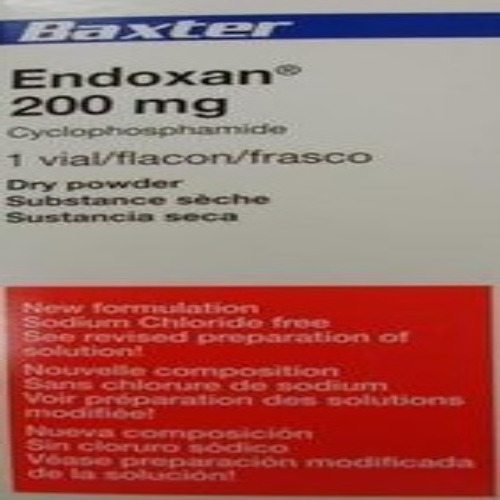 Baxter
Endoxan®
200 mg
Cyclophosphamide
1 vial/flacon/frasco
Dry powder
Substance sèche
Sustancia seca
New formulation
Sodium Chloride free
See revised preparation of
solution!
Nouvelle composition
Sans chlorure de sodium
Voir préparation des solutions
modifiée!
Nueva composición
Sin cloruro sódico
Véase preparación modificada
de la solución!